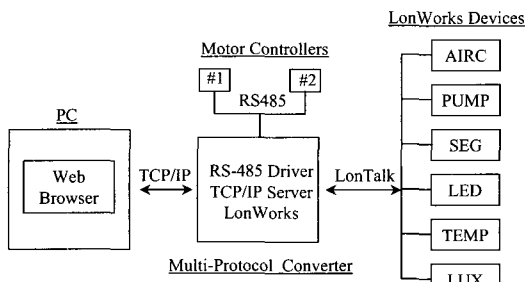 LonWorks Devices
Motor Controllers
#1
#2
RS485
PC
Web
Browser
TCP/IP
RS-485 Driver
TCP/IP Server
LonWorks
LonTalk
Multi-Protocol Converter
AIRC
PUMP
SEG
LED
TEMP
LUX